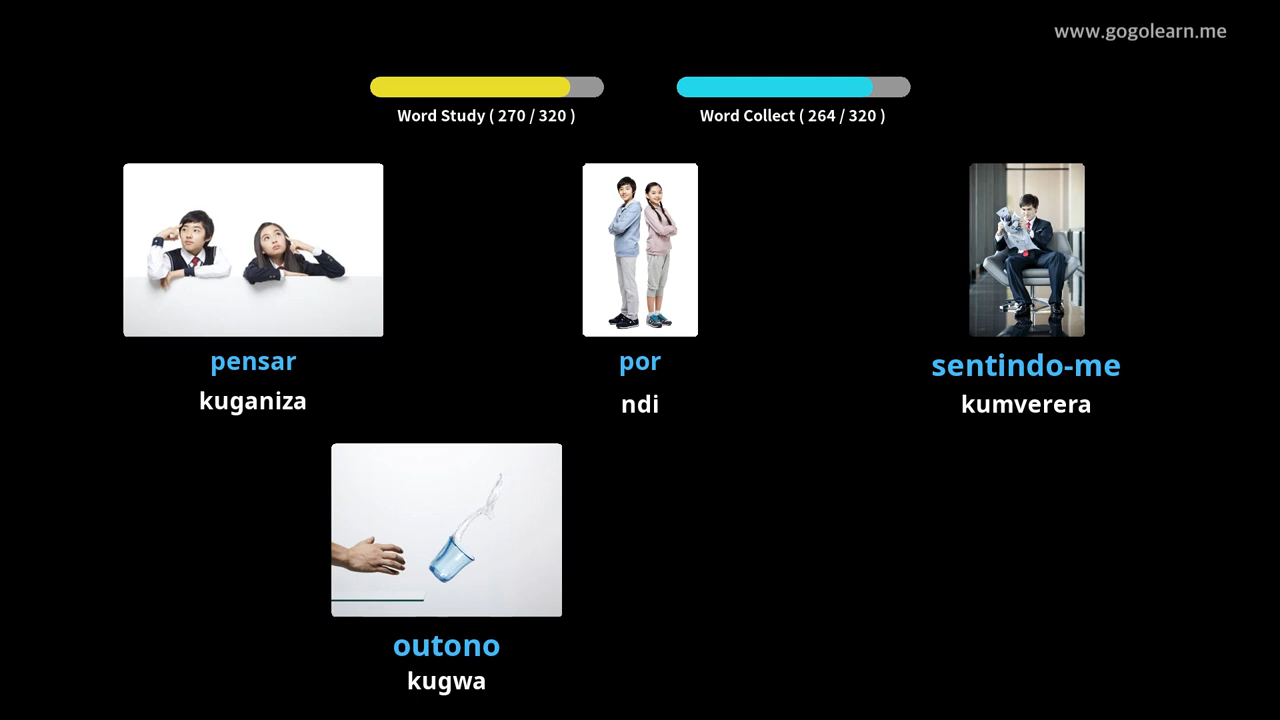 www.gogolearn.me
Word Study ( 270 / 320 )
Word Collect ( 264 / 320 )
pensar
kuganiza
por
ndi
sentindo-me
kumverera
outono
kugwa